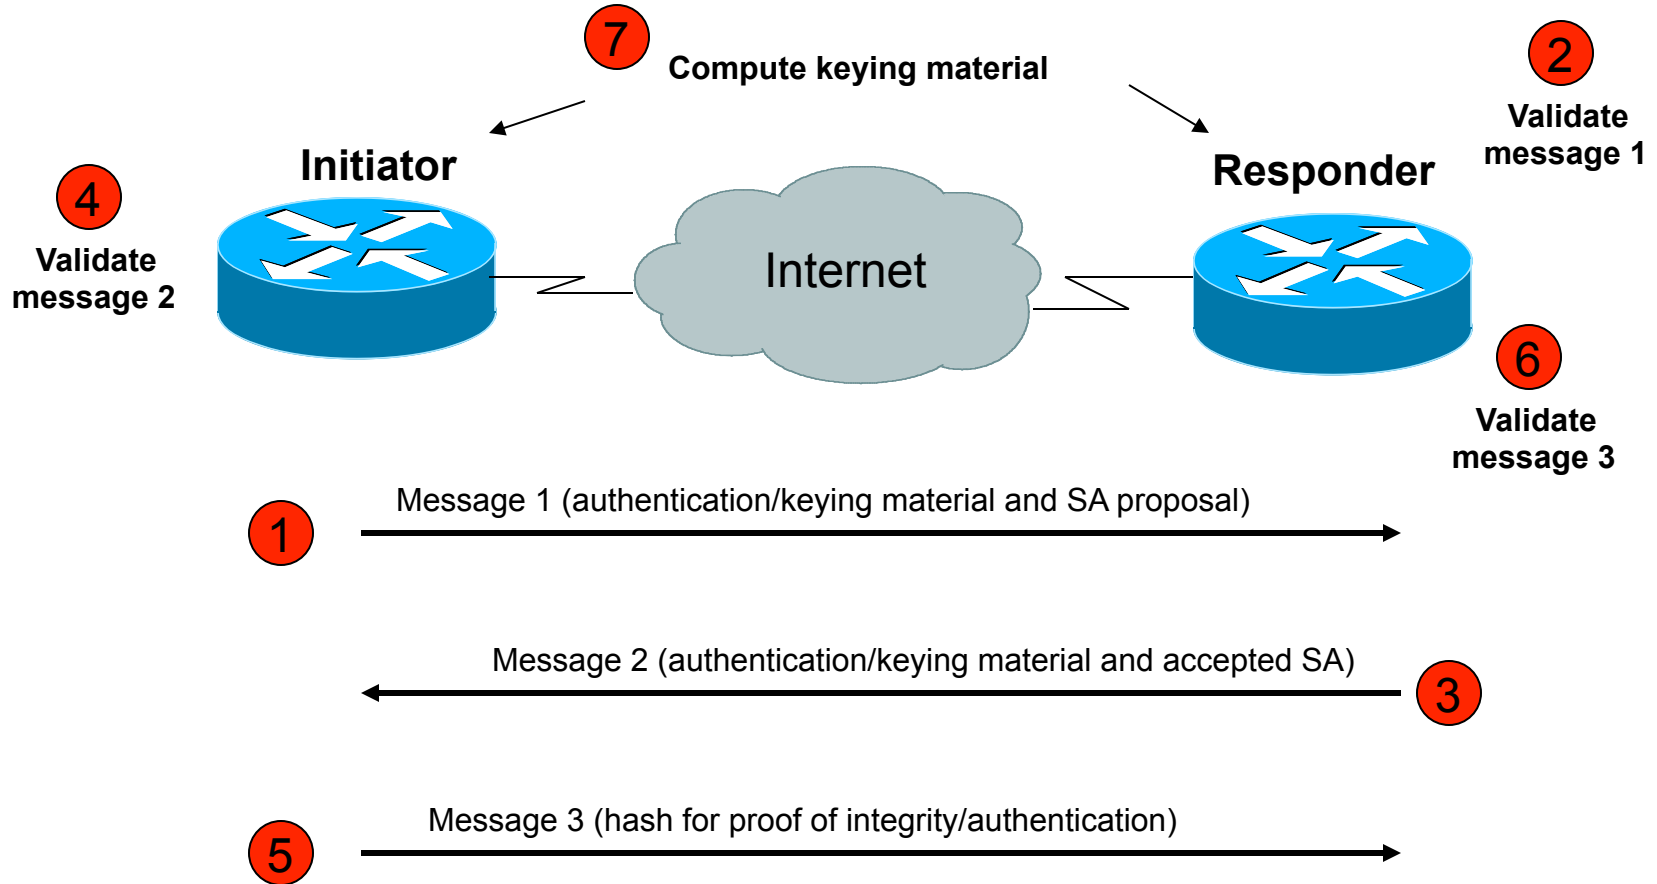 7
Compute keying material
2
Validate
message 1
Initiator
Responder
4
Validate
message 2
Internet
6
Validate
message 3
1
Message 1 (authentication/keying material and SA proposal)
Message 2 (authentication/keying material and accepted SA)
3
Message 3 (hash for proof of integrity/authentication)
5